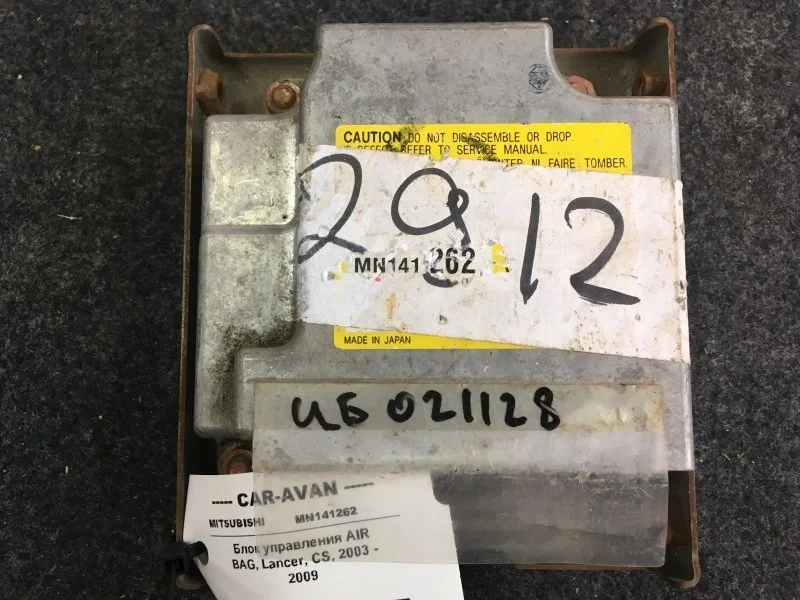 CAUTION DO NOT DISASSEMBLE OR DROP.
REFER TO SERVICE MANUAL.
NI FAIRE TOMBER.
29 12
MN141 262
MADE IN JAPAN
ИБ 021128
---- CAR-AVAN ----
MITSUBISHI MN141262
Блок управления AIR
BAG, Lancer, CS, 2003 -
2009